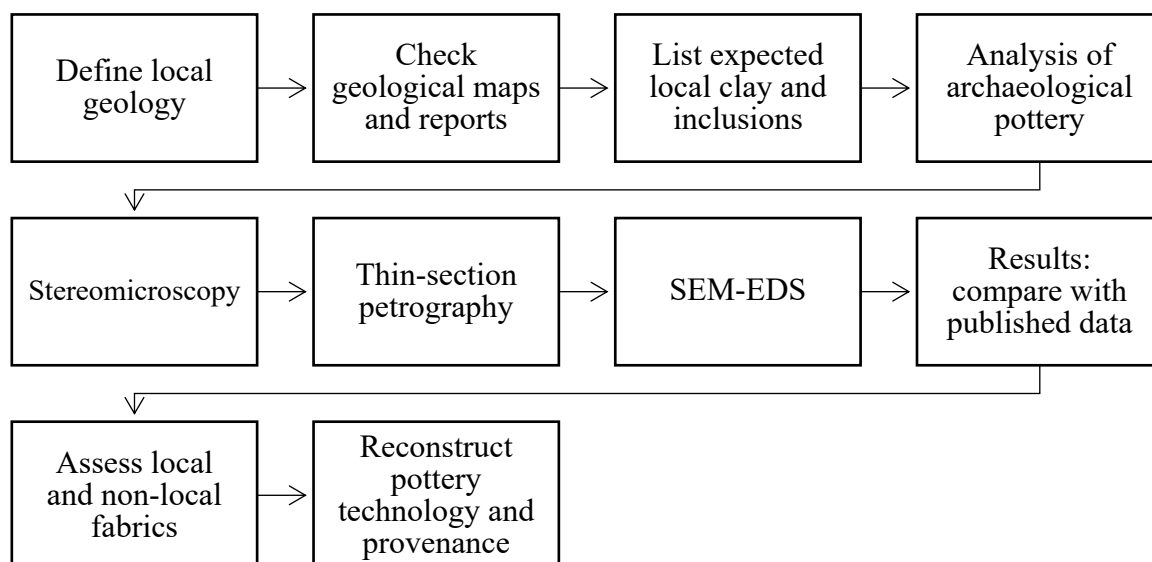 Define local
geology
Check
geological maps
and reports
List expected
local clay and
inclusions
Analysis of
archaeological
pottery
Stereomicroscopy
Thin-section
petrography
SEM-EDS
Results:
compare with
published data
Assess local
and non-local
fabrics
Reconstruct
pottery
technology and
provenance